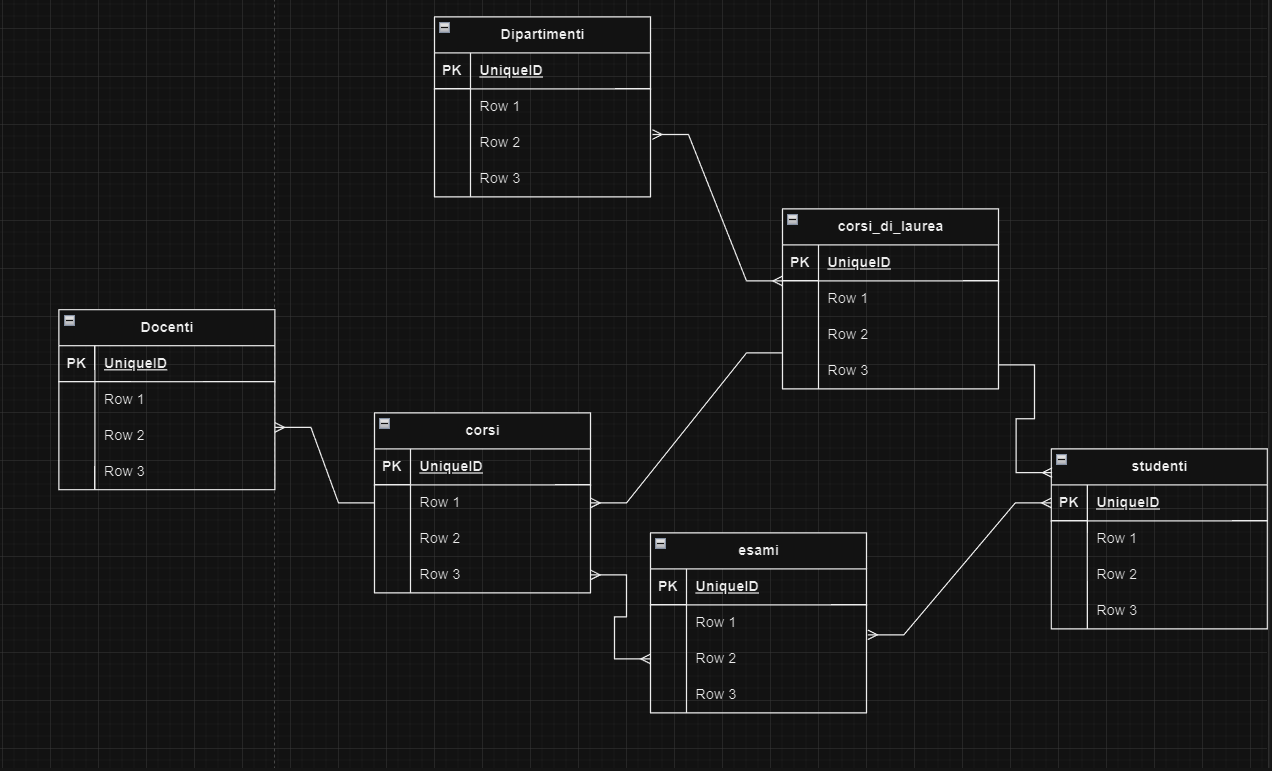 Dipartimenti
PK UniqueID
Row 1
Row 2
Row 3
corsi_di_laurea
PK UniqueID
Row 1
Row 2
Row 3
Docenti
PK UniqueID
Row 1
Row 2
Row 3
corsi
PK UniqueID
Row 1
Row 2
Row 3
studenti
PK UniqueID
Row 1
Row 2
Row 3
esami
PK UniqueID
Row 1
Row 2
Row 3